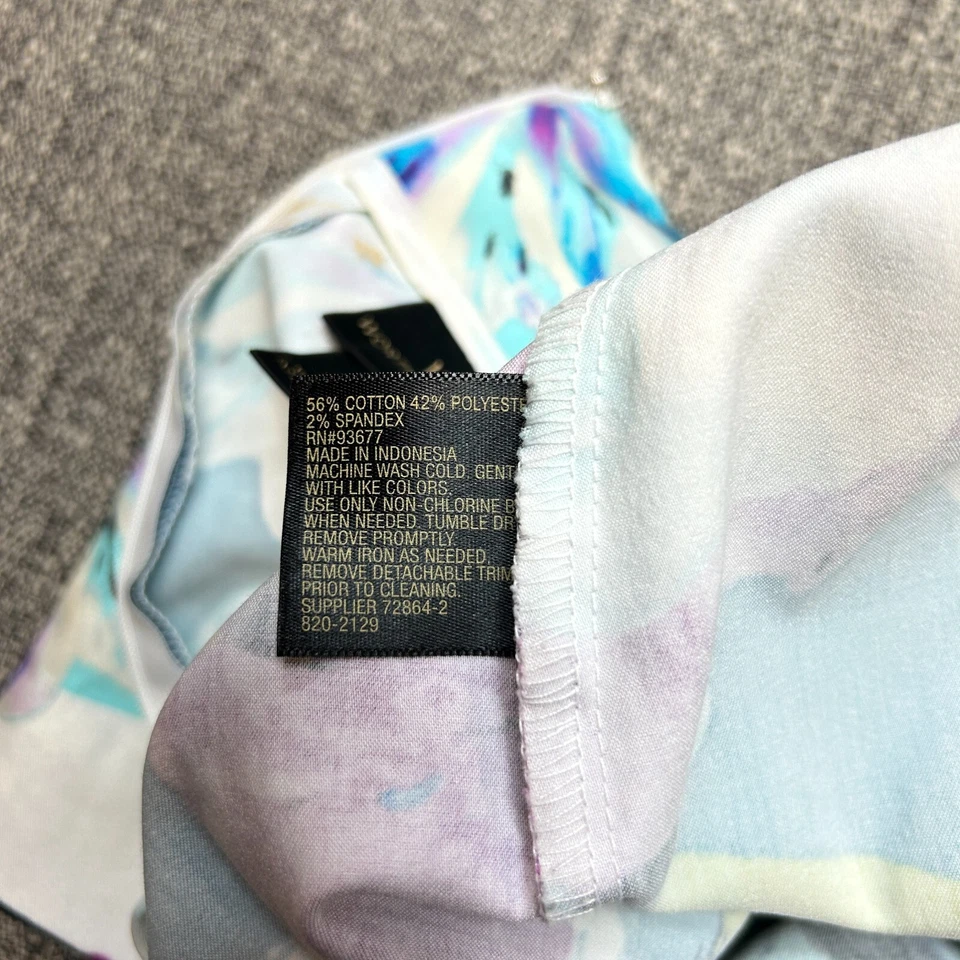 56% COTTON 42% POLYEST
2% SPANDEX
RN#93677
MADE IN INDONESIA
MACHINE WASH COLD. GENT
WITH LIKE COLORS.
USE ONLY NON-CHLORINE B
WHEN NEEDED. TUMBLE DR
REMOVE PROMPTLY
WARM IRON AS NEEDED.
REMOVE DETACHABLE TRIM
PRIOR TO CLEANING.
SUPPLIER 72864-2
820-2129